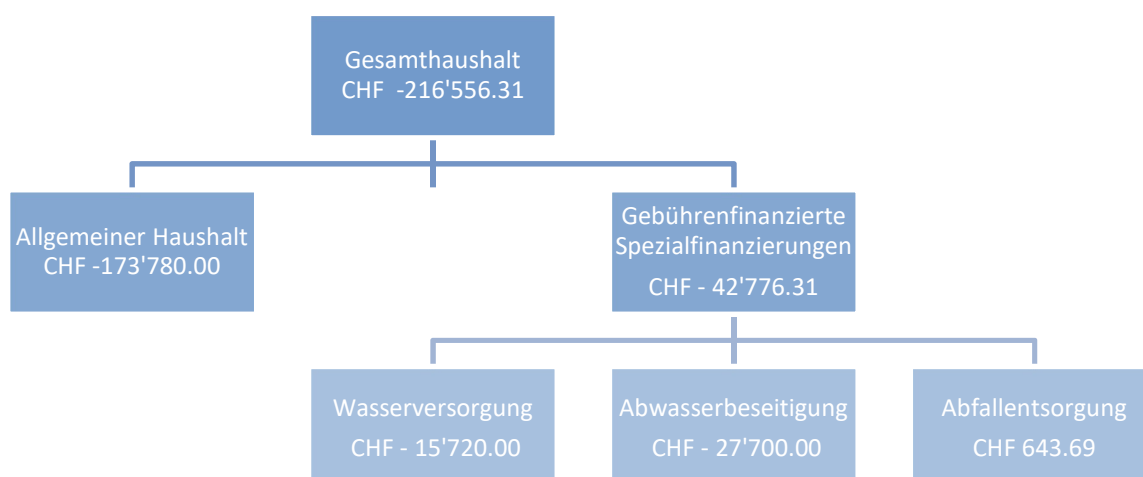 Gesamthaushalt
CHF  -216'556.31
Allgemeiner Haushalt
CHF -173'780.00
Gebührenfinanzierte
Spezialfinanzierungen
CHF - 42'776.31
Wasserversorgung
CHF - 15'720.00
Abwasserbeseitigung
CHF - 27'700.00
Abfallentsorgung
CHF 643.69